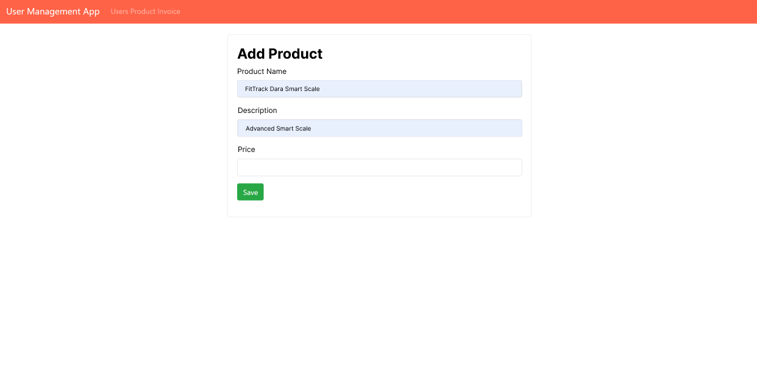 User Management App Users Product Invoice
Add Product
Product Name
FitTrack Dara Smart Scale
Description
Advanced Smart Scale
Price
Save